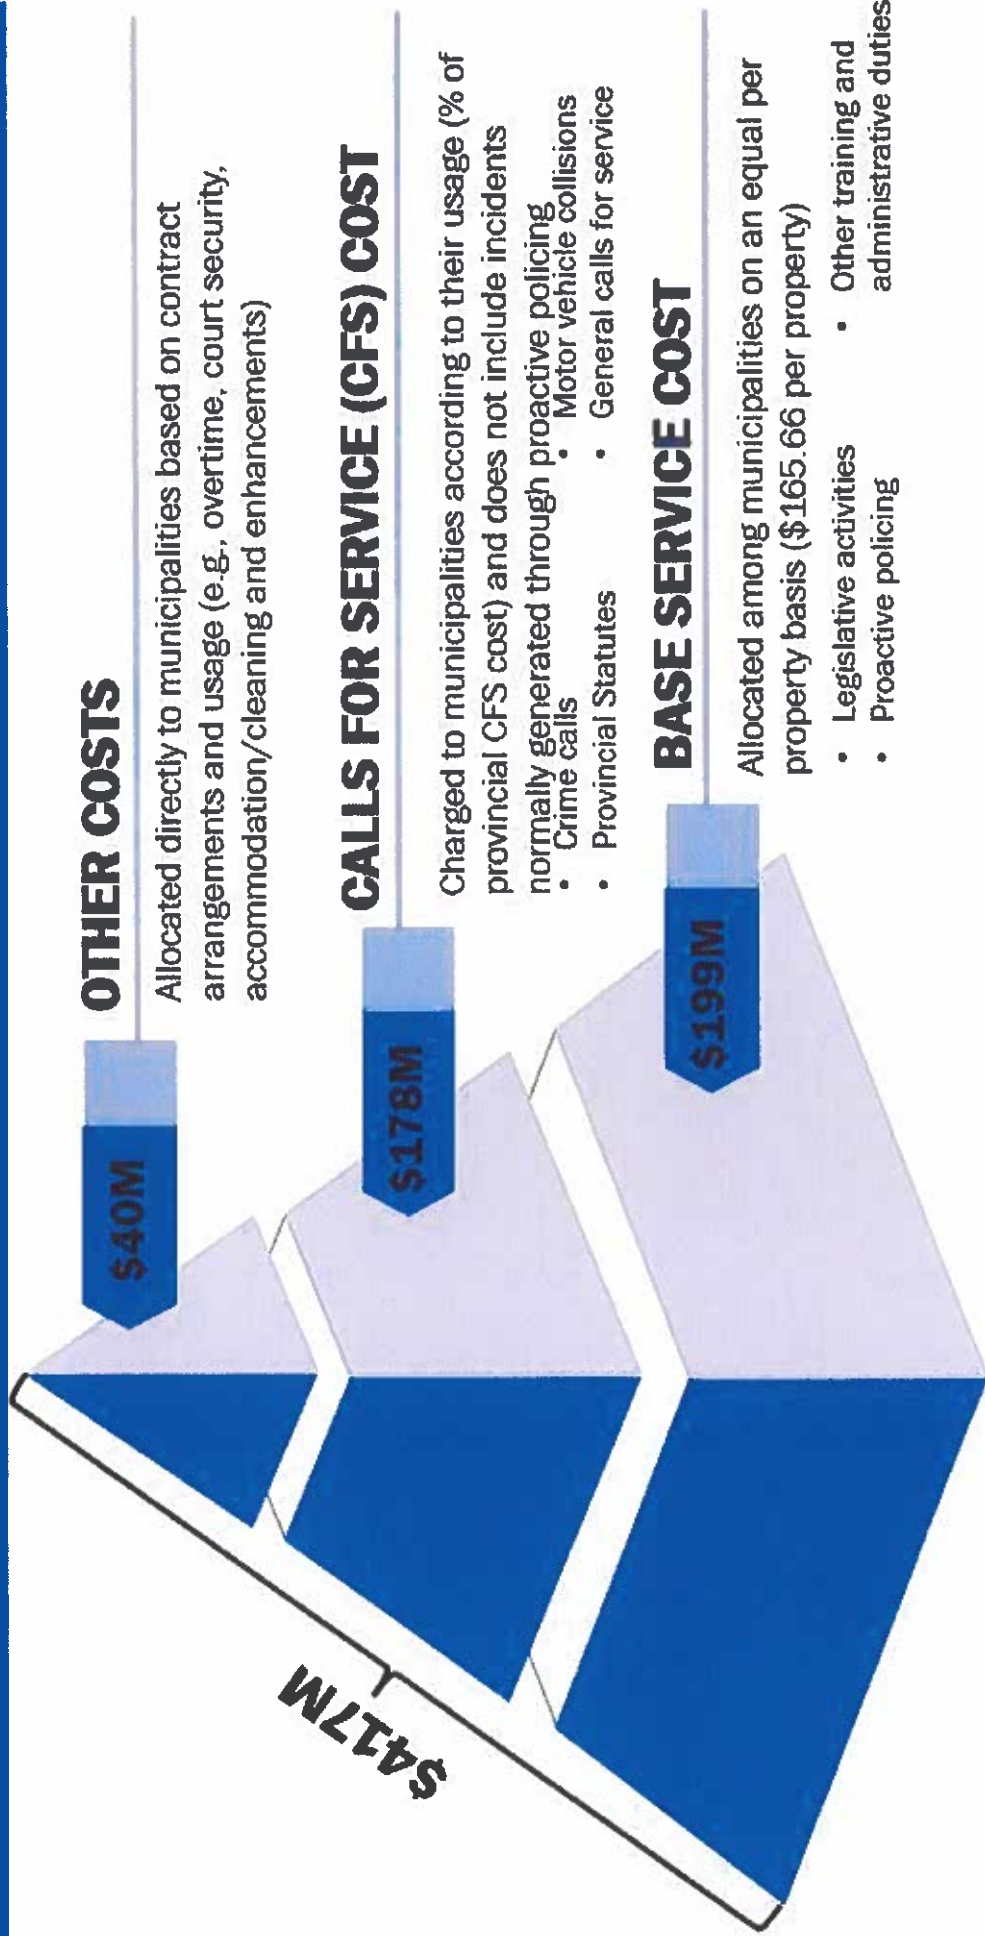 $417M
$40M
OTHER COSTS
Allocated directly to municipalities based on contract
arrangements and usage (e.g., overtime, court security,
accommodation/cleaning and enhancements)
$178M
CALLS FOR SERVICE (CFS) COST
Charged to municipalities according to their usage (% of
provincial CFS cost) and does not include incidents
normally generated through proactive policing
• Crime calls
• Provincial Statutes
• Motor vehicle collisions
• General calls for service
$199M
BASE SERVICE COST
Allocated among municipalities on an equal per
property basis ($165.66 per property)
• Legislative activities
• Proactive policing
• Other training and
administrative duties